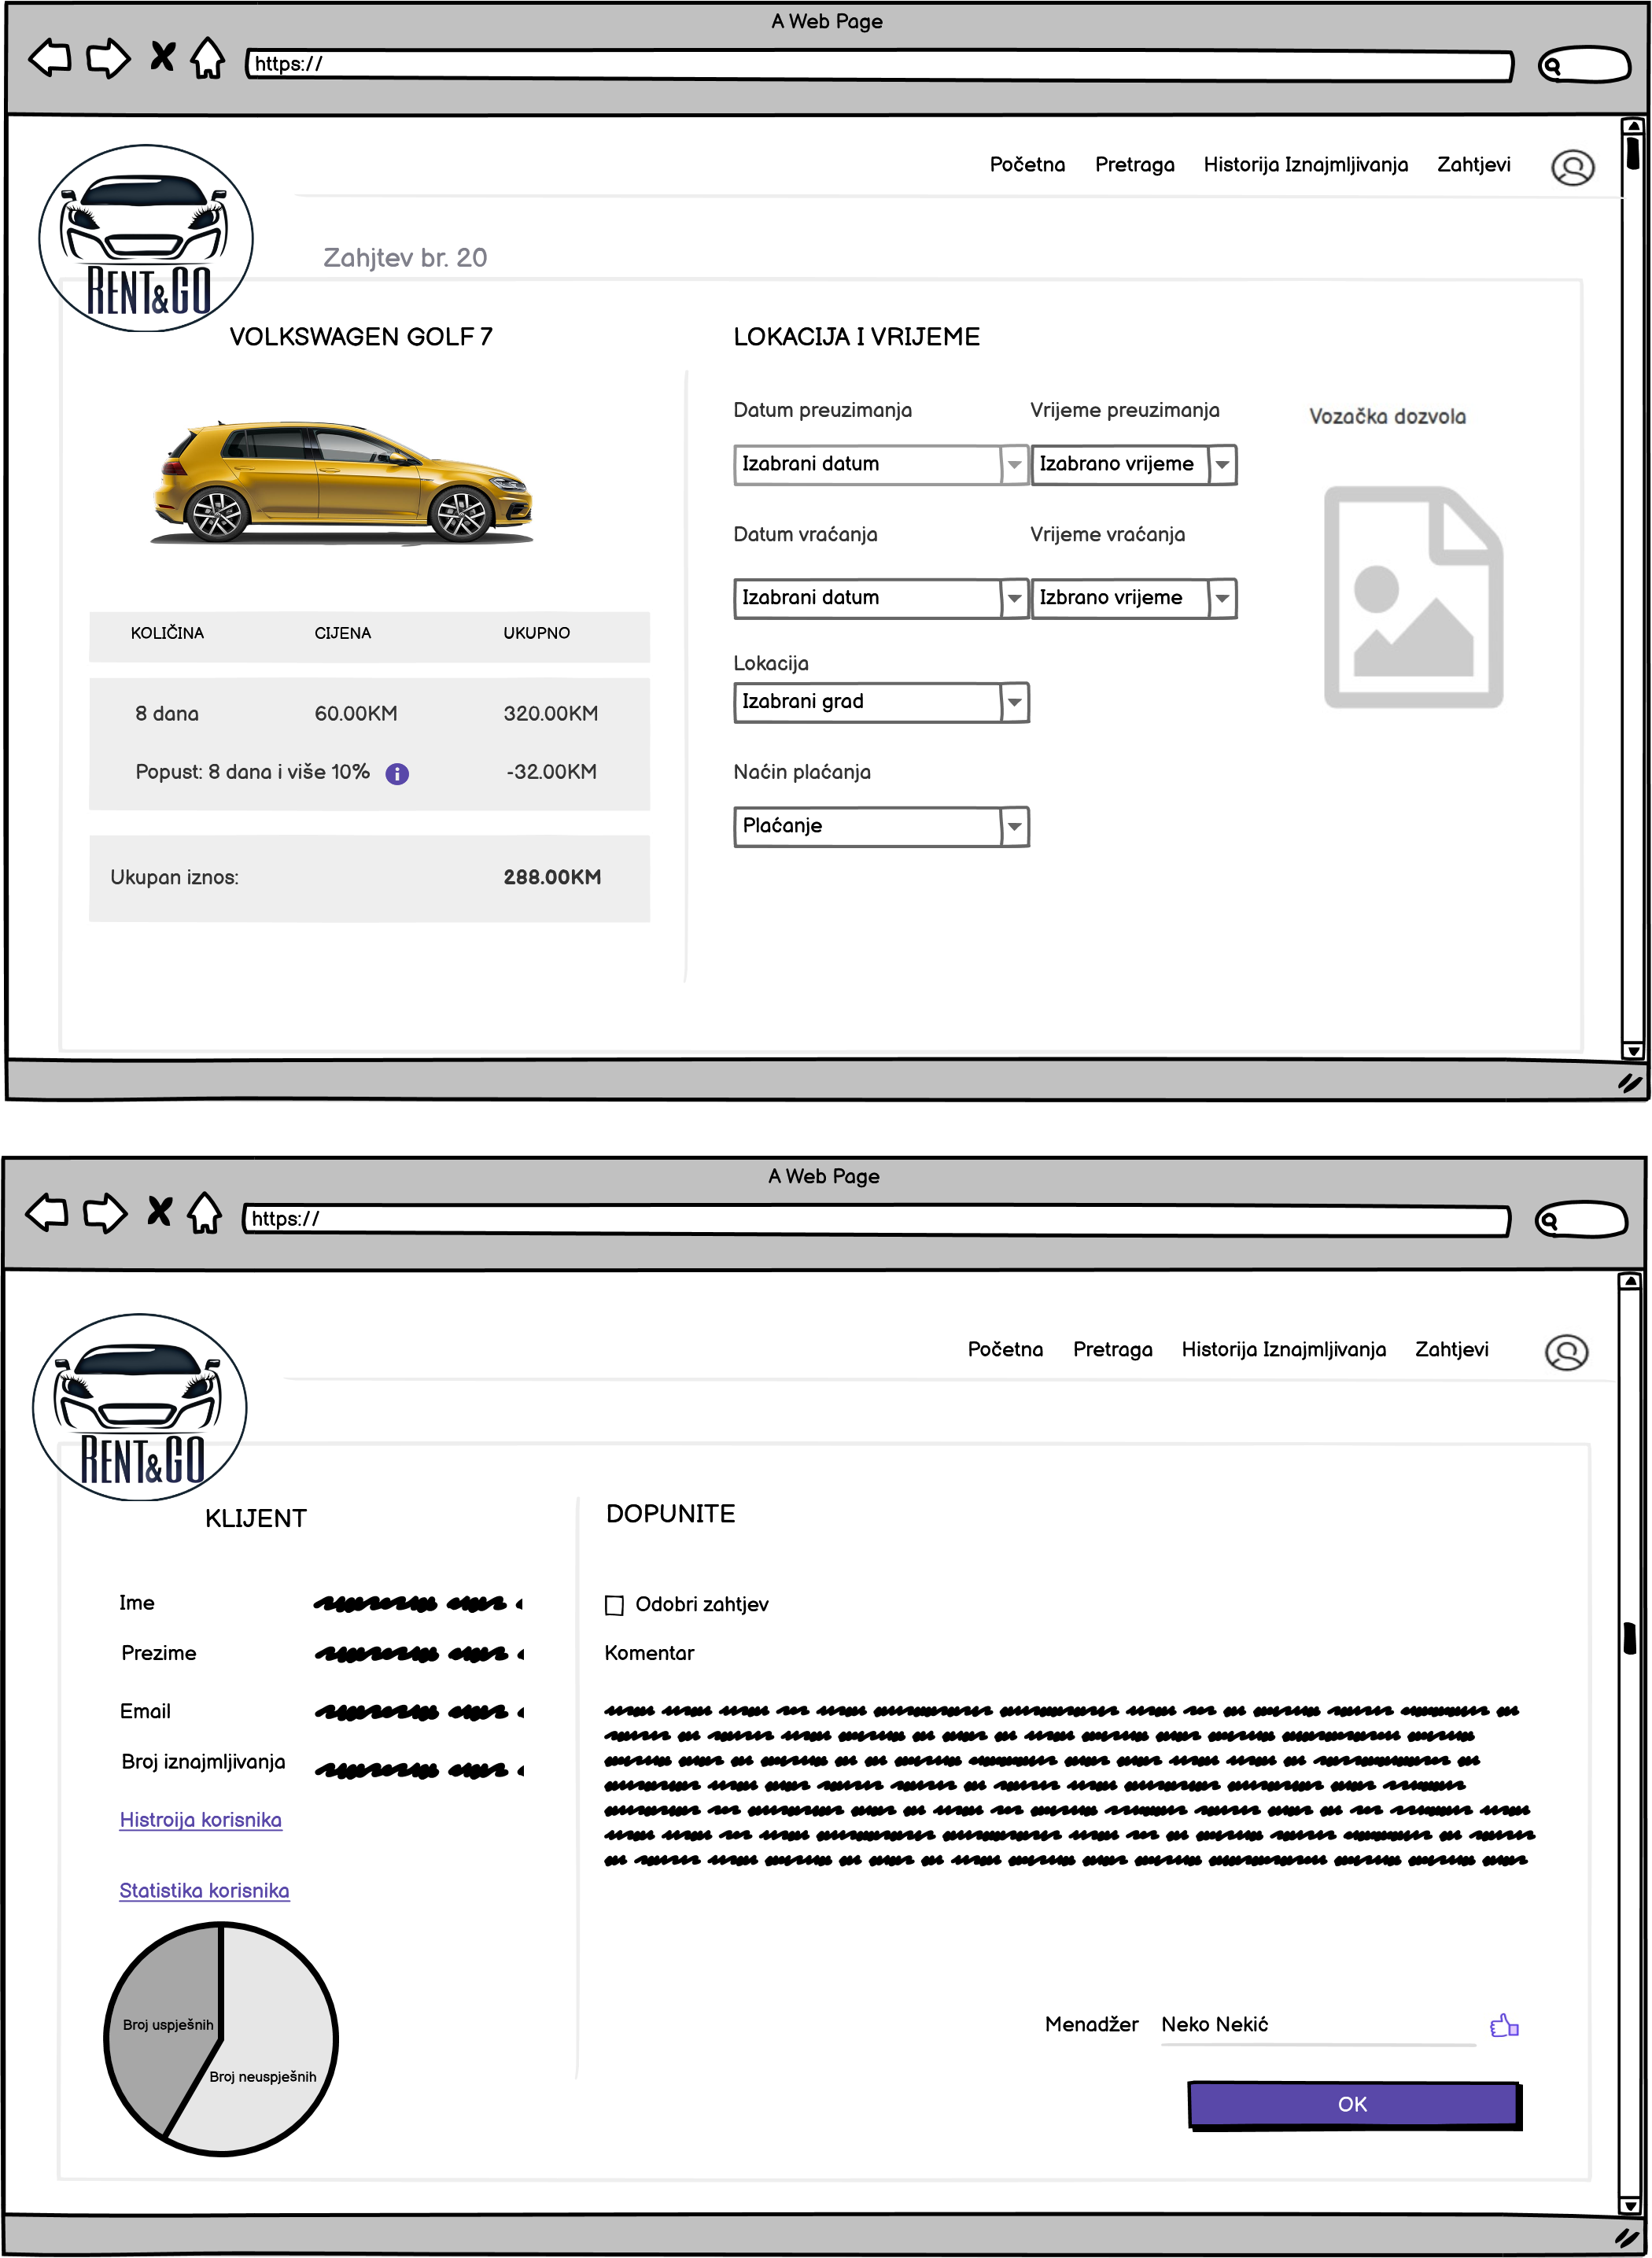 A Web Page
https://
Početna Pretraga Historija Iznajmljivanja Zahtjevi
RENT&GO
Zahjtev br. 20
VOLKSWAGEN GOLF 7
LOKACIJA I VRIJEME
Datum preuzimanja Vrijeme preuzimanja
Vozačka dozvola
Izabrani datum Izabrano vrijeme
Datum vraćanja Vrijeme vraćanja
Izabrani datum Izbrano vrijeme
KOLIČINA CIJENA UKUPNO
Lokacija
Izabrani grad
8 dana 60.00KM 320.00KM
Popust: 8 dana i više 10% i -32.00KM
Naćin plaćanja
Plaćanje
Ukupan iznos: 288.00KM
A Web Page
https://
Početna Pretraga Historija Iznajmljivanja Zahtjevi
RENT&GO
KLIJENT
DOPUNITE
Ime
Odobri zahtjev
Prezime
Komentar
Email
Broj iznajmljivanja
Histroija korisnika
Statistika korisnika
Broj uspješnih
Broj neuspješnih
Menadžer Neko Nekić
OK